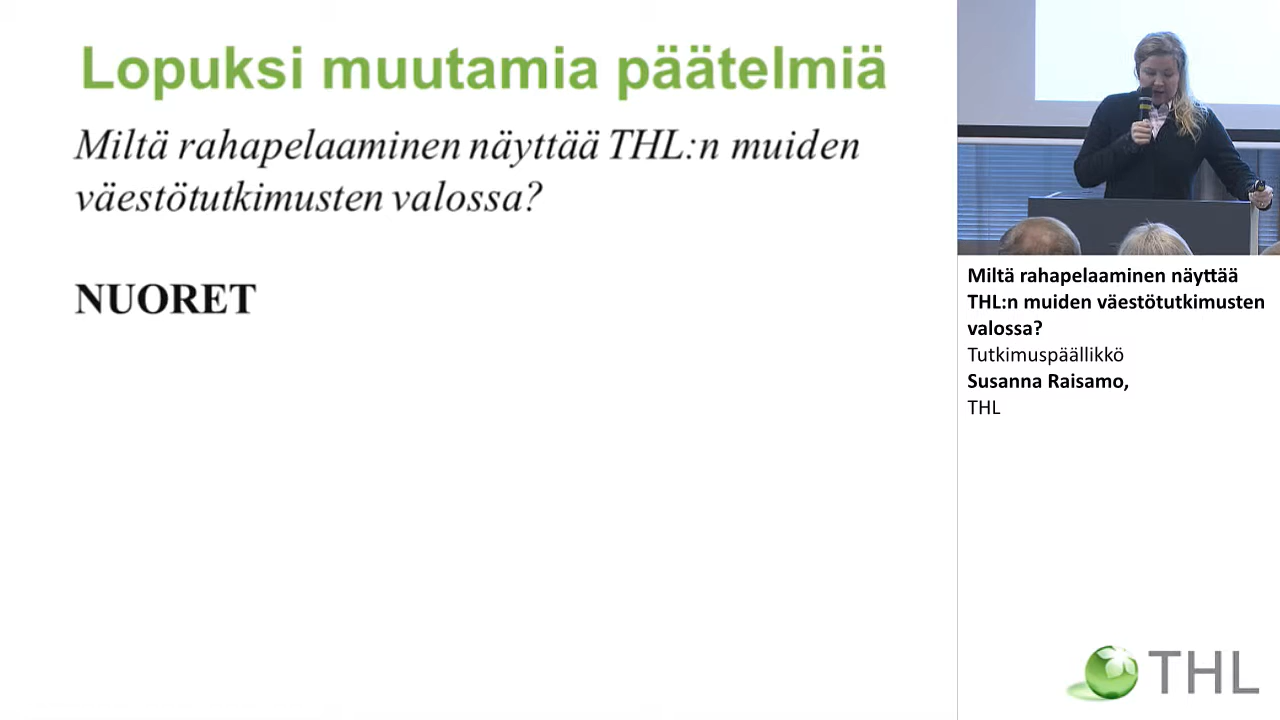 Lopuksi muutamia päätelmiä
Miltä rahapelaaminen näyttää THL:n muiden
väestötutkimusten valossa?
NUORET
Miltä rahapelaaminen näyttää
THL:n muiden väestötutkimusten
valossa?
Tutkimuspäällikkö
Susanna Raisamo,
THL
THL